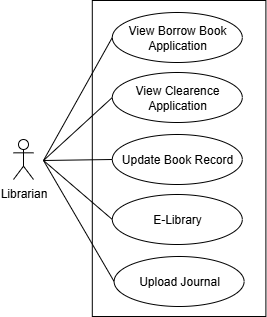 View Borrow Book
Application
View Clearence
Application
Update Book Record
Librarian
E-Library
Upload Journal